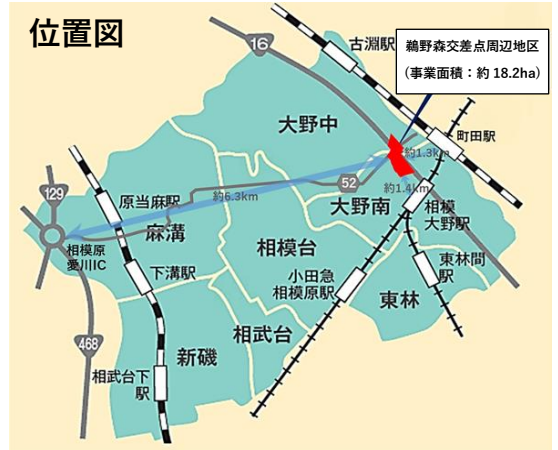 位置図
16
古淵駅
鵜野森交差点周辺地区
（事業面積：約 18.2ha）
大野中
町田駅
約1.3km
129
原当麻駅
約6.3km
52
約1.4km
大野南
相模
大野駅
麻溝
相模原
愛川IC
相模台
下溝駅
小田急
相模原駅
東林間
駅
東林
468
相武台
新磯
相武台下
駅